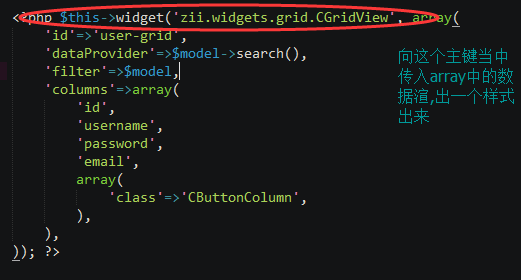 <?php $this->widget('zii.widgets.grid.CGridView', array(
'id'=>'user-grid',
'dataProvider'=>$model->search(),
'filter'=>$model,
'columns'=>array(
'id',
'username',
'password',
'email',
array(
'class'=>'CButtonColumn',
),
),
)); ?>
向这个主键当中
传入array中的数
据渲,出一个样式
出来